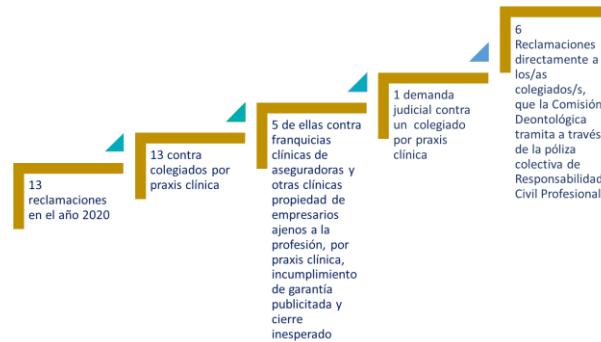 13
reclamaciones
en el año 2020
13 contra
colegiados por
praxis clínica
5 de ellas contra
franquicias
clínicas de
aseguradoras y
otras clínicas
propiedad de
empresarios
ajenos a la
profesión, por
praxis clínica,
incumplimiento
de garantía
publicitada y
cierre
inesperado
1 demanda
judicial contra
un colegiado
por praxis
clínica
6
Reclamaciones
directamente a
los/as
colegiados/s,
que la Comisión
Deontológica
tramita a través
de la póliza
colectiva de
Responsabilidad
Civil Profesional